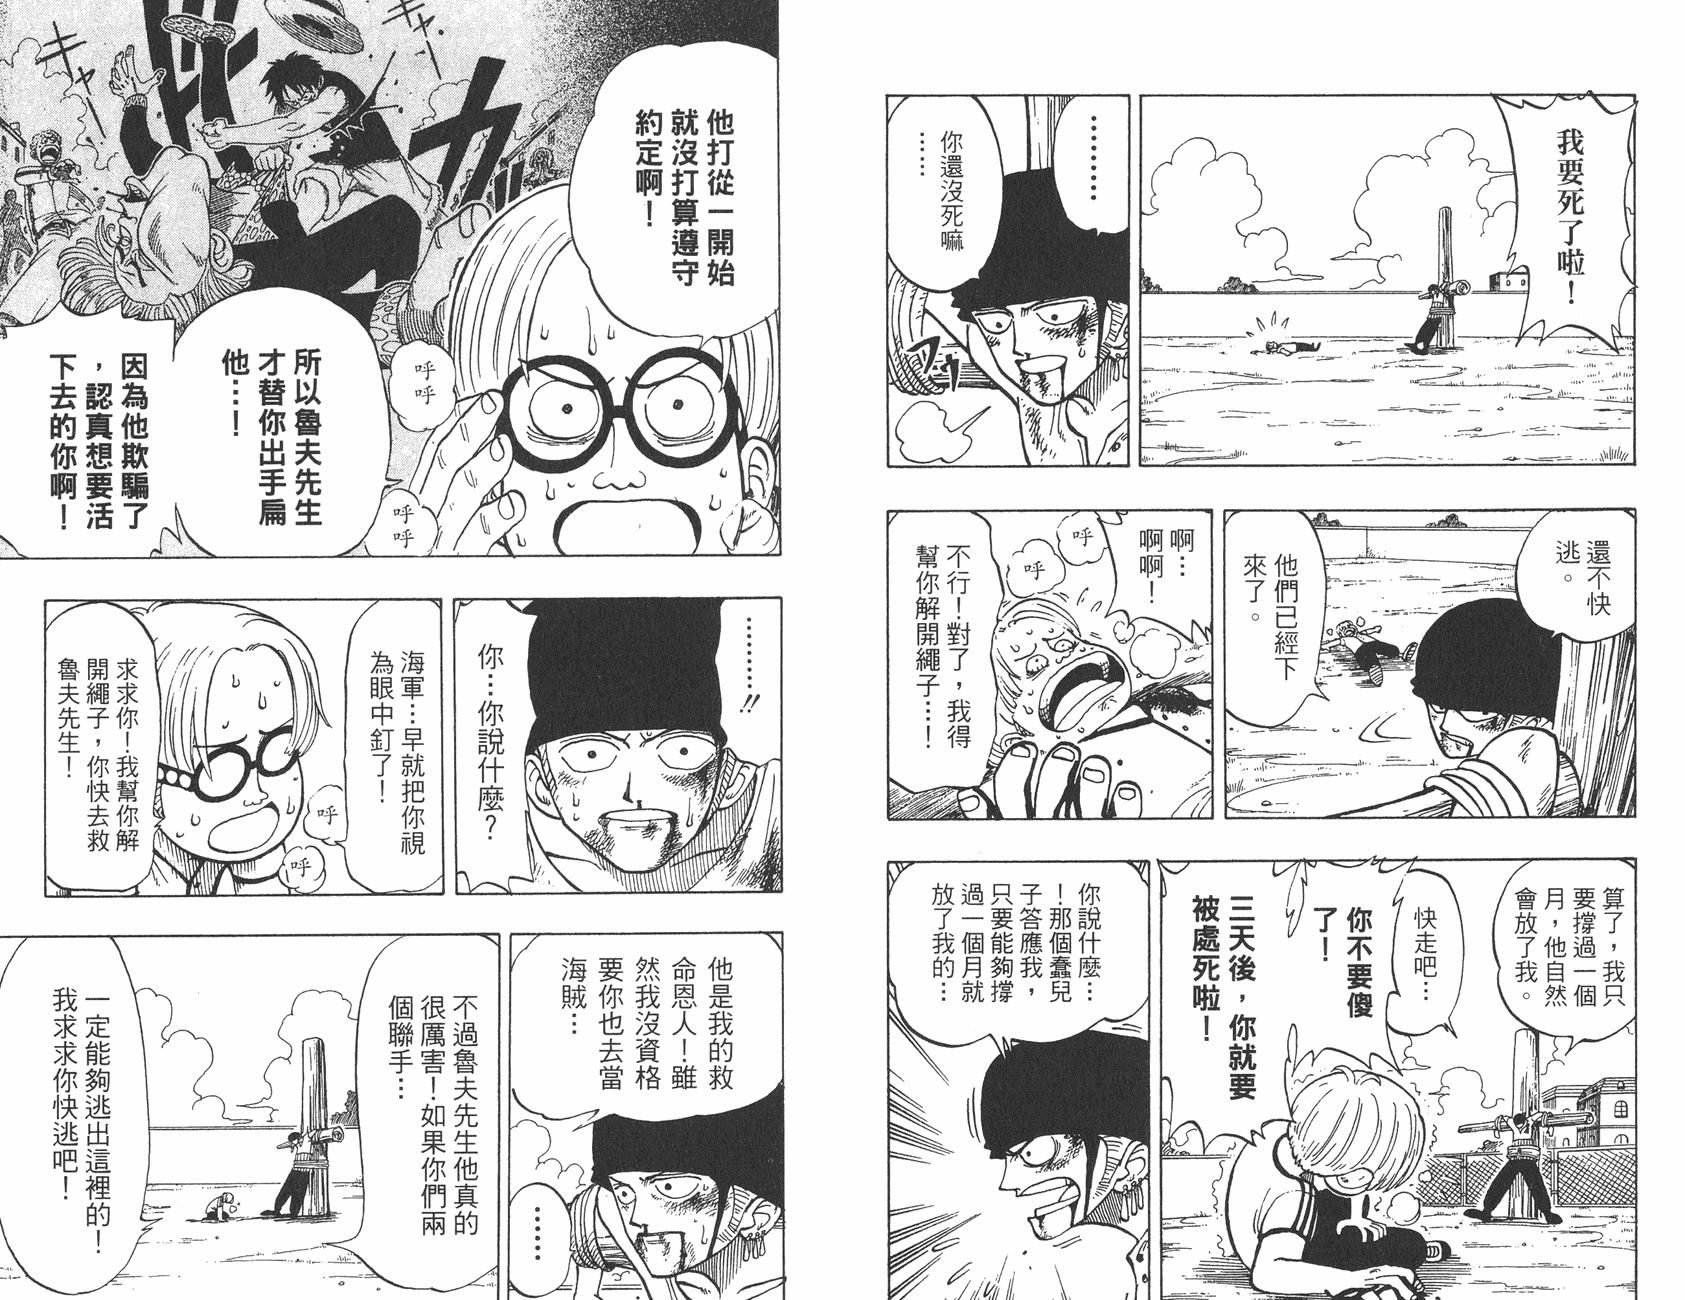 我要死了啦！
………
你還沒死嘛
……
還不快
逃。
他們已經下
來了。
啊…
啊啊！
呼
呼
不行！對了，我得
幫你解開繩子…！
算了，我只
要撐過一個
月，他自然
會放了我。
快走吧…
你不要傻
了！
三天後，你就要
被處死啦！
你說什麼…
！那個蠢兒
子答應我，
只要能夠撐
過一個月就
放了我的…
他打從一開始
就沒打算遵守
約定啊！
所以魯夫先生
才替你出手扁
他…！
因為他欺騙了
，認真想要活
下去的你啊！
呼呼
呼呼
………!!
你…你說什麼？
海軍…早就把你視
為眼中釘了！
呼
呼
求求你！我幫你解
開繩子，你快去救
魯夫先生！
他是我的救
命恩人！雖
然我沒資格
要你也去當
海賊…
……
不過魯夫先生他真的
很厲害！如果你們兩
個聯手…
一定能夠逃出這裡的！
我求求你快逃吧！